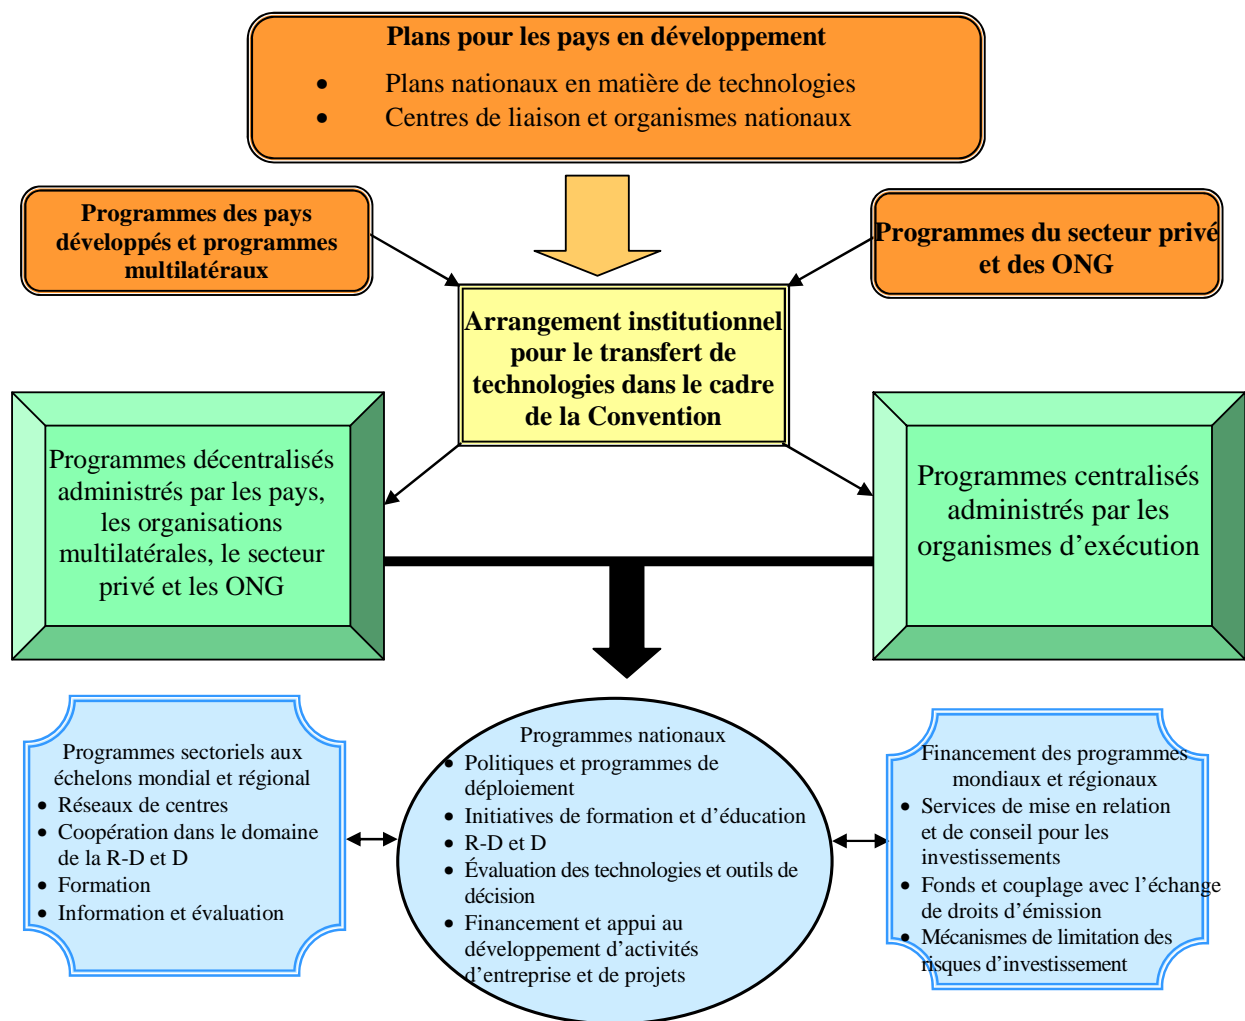 Plans pour les pays en développement
• Plans nationaux en matière de technologies
• Centres de liaison et organismes nationaux
Programmes des pays
développés et programmes
multilatéraux
Programmes du secteur privé
et des ONG
Arrangement institutionnel
pour le transfert de
technologies dans le cadre
de la Convention
Programmes décentralisés
administrés par les pays,
les organisations
multilatérales, le secteur
privé et les ONG
Programmes centralisés
administrés par les
organismes d’exécution
Programmes sectoriels aux
échelons mondial et régional
• Réseaux de centres
• Coopération dans le domaine
de la R-D et D
• Formation
• Information et évaluation
Programmes nationaux
• Politiques et programmes de
déploiement
• Initiatives de formation et d’éducation
• R-D et D
• Évaluation des technologies et outils de
décision
• Financement et appui au
développement d’activités
d’entreprise et de projets
Financement des programmes
mondiaux et régionaux
• Services de mise en relation
et de conseil pour les
investissements
• Fonds et couplage avec l’échange
de droits d’émission
• Mécanismes de limitation des
risques d’investissement